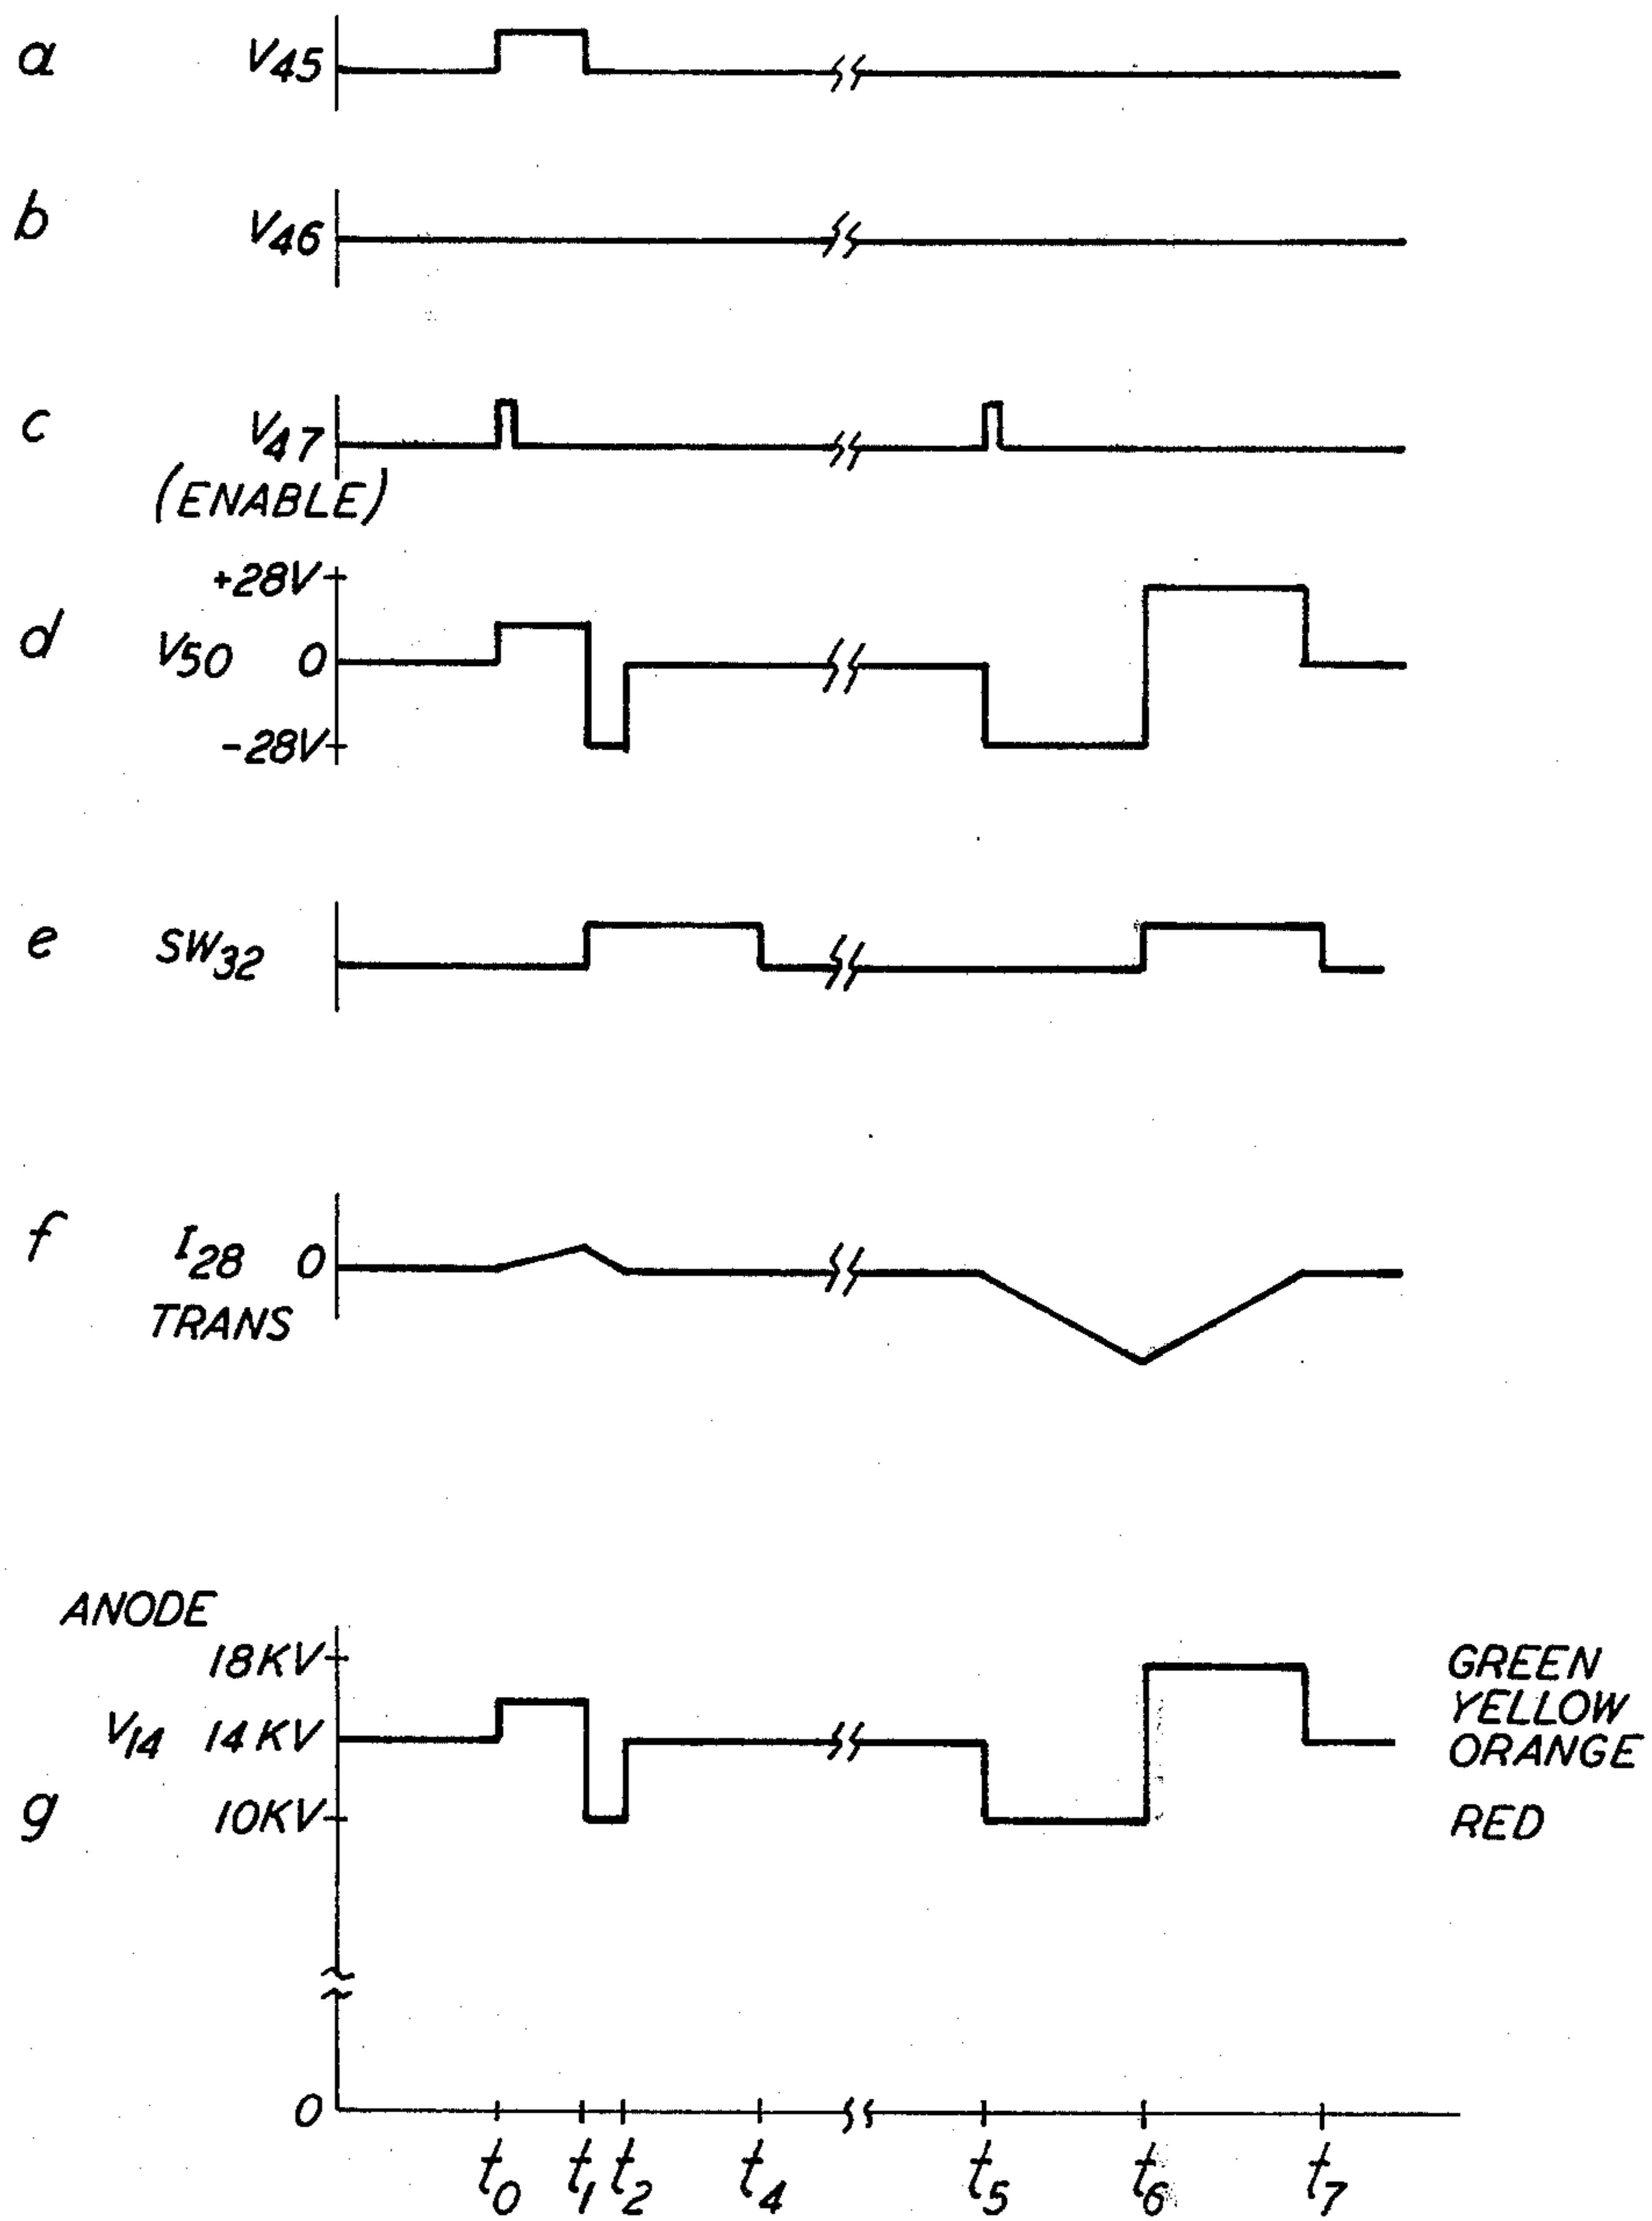 a V45
b V46
c V47
(ENABLE)
+28V
d V50 0
-28V
e SW32
f I28 0
TRANS
ANODE
18KV GREEN
YELLOW
V14 14KV ORANGE
g 10KV RED
0
t0 t1 t2 t4 t5 t6 t7